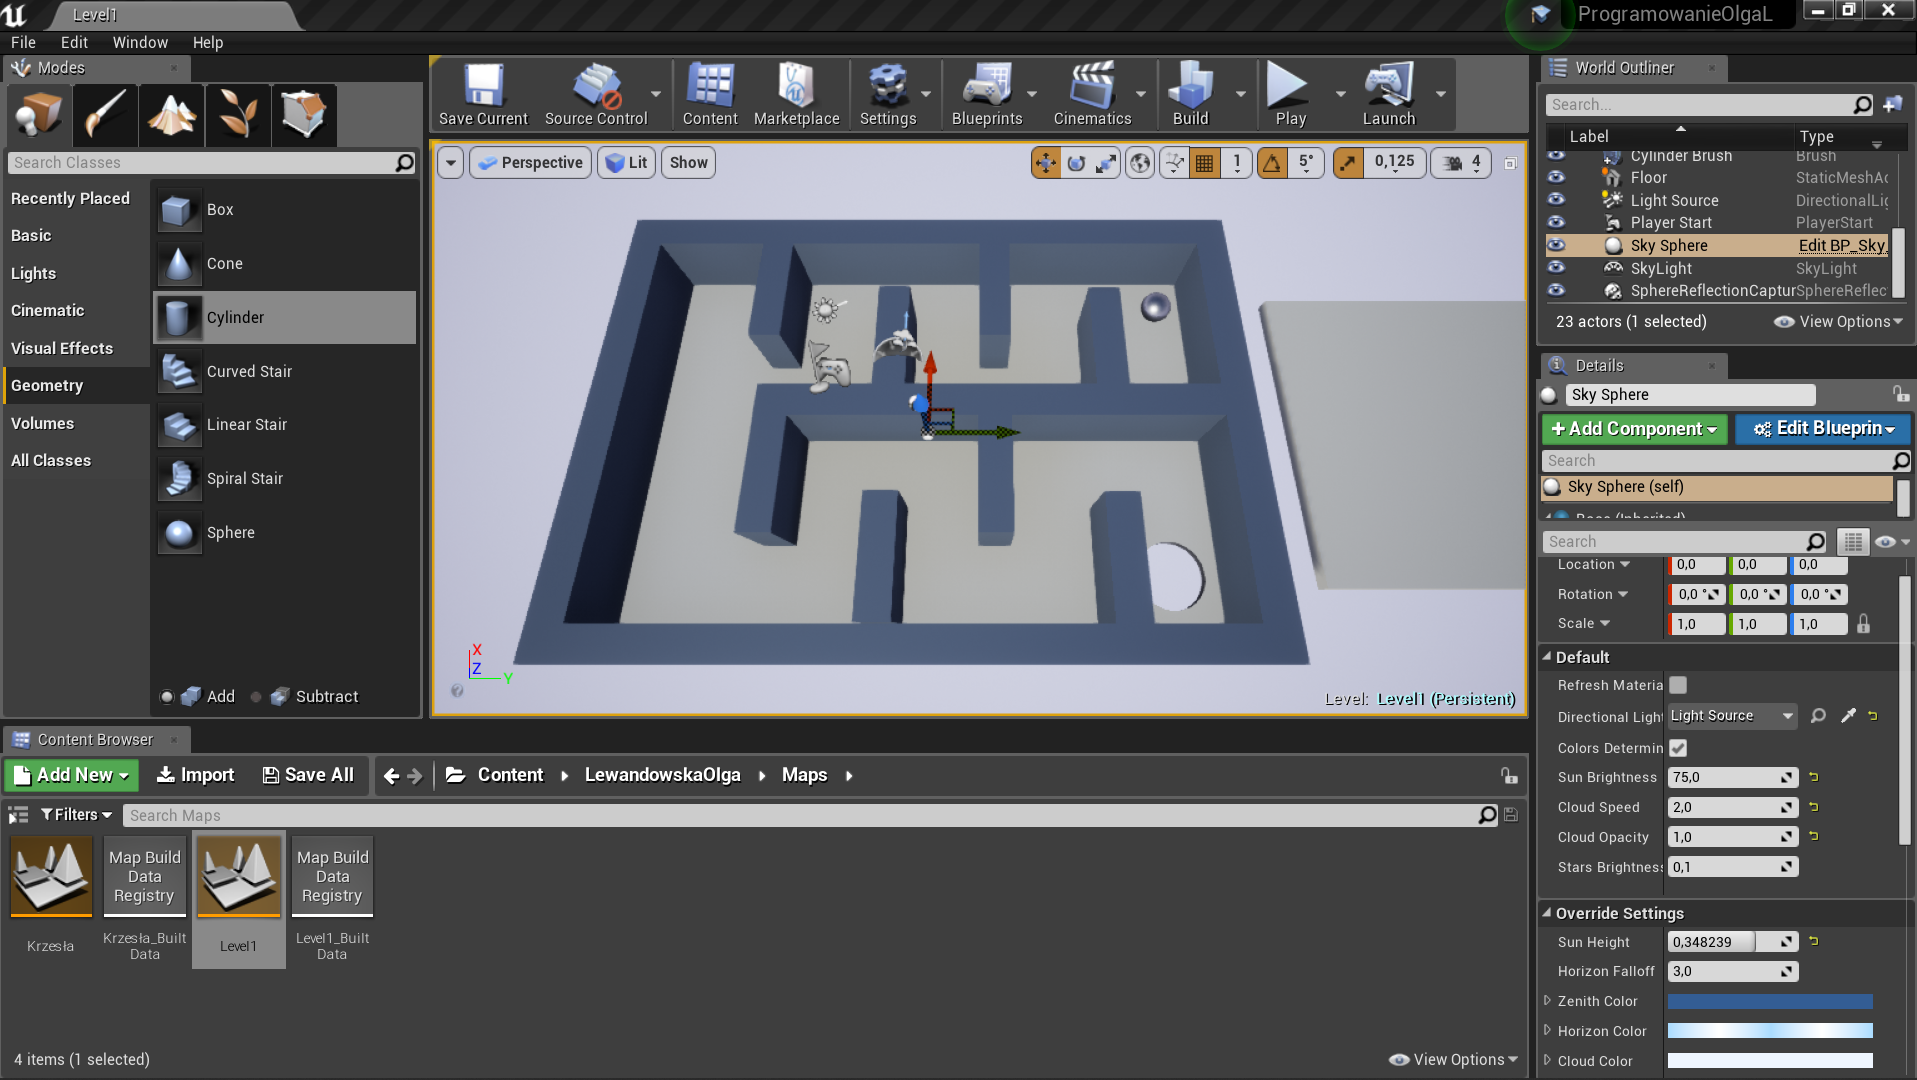 Level1
ProgramowanieOlgaL
File Edit Window Help
Modes
Search Classes
Recently Placed
Basic
Lights
Cinematic
Visual Effects
Geometry
Volumes
All Classes
Box
Cone
Cylinder
Curved Stair
Linear Stair
Spiral Stair
Sphere
Add Subtract
Save Current Source Control Content Marketplace Settings Blueprints Cinematics Build Play Launch
Perspective Lit Show
1 5° 0,125 4
X
Z
Y
Level: Level1 (Persistent)
World Outliner
Search...
Label Type
Cylinder Brush Brush
Floor StaticMeshAc
Light Source DirectionalLig
Player Start PlayerStart
Sky Sphere Edit BP_Sky_
SkyLight SkyLight
SphereReflectionCaptur SphereReflec
23 actors (1 selected) View Options
Details
Sky Sphere
+ Add Component Edit Blueprin
Search
Sky Sphere (self)
Search
Location 0,0 0,0 0,0
Rotation 0,0 ° 0,0 ° 0,0 °
Scale 1,0 1,0 1,0
Default
Refresh Materia
Directional Light Light Source
Colors Determin
Sun Brightness 75,0
Cloud Speed 2,0
Cloud Opacity 1,0
Stars Brightness 0,1
Override Settings
Sun Height 0,348239
Horizon Falloff 3,0
Zenith Color
Horizon Color
Cloud Color
Content Browser
Add New Import Save All Content LewandowskaOlga Maps
Filters Search Maps
Map Build Data Registry
Map Build Data Registry
Krzesła
Krzesła_Built Data
Level1
Level1_Built Data
4 items (1 selected) View Options